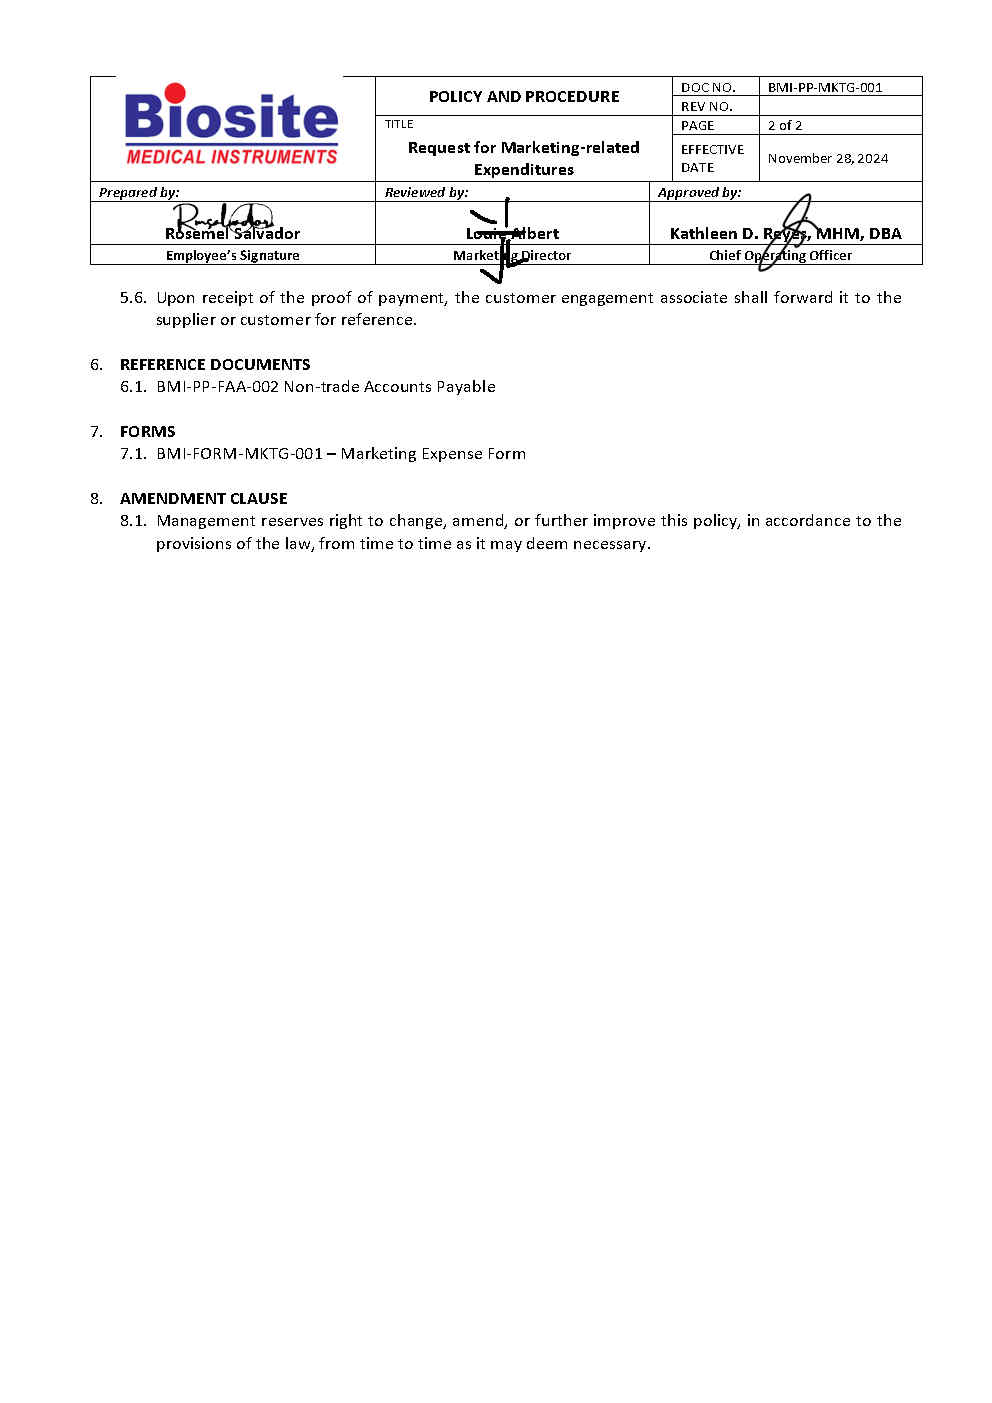 Biosite
MEDICAL INSTRUMENTS
POLICY AND PROCEDURE
TITLE
Request for Marketing-related
Expenditures
DOC NO. BMI-PP-MKTG-001
REV NO.
PAGE 2 of 2
EFFECTIVE
DATE
November 28, 2024
Prepared by: Reviewed by: Approved by:
Rosemel Salvador Louie Albert Kathleen D. Reyes, MHM, DBA
Employee’s Signature Marketing Director Chief Operating Officer
5.6. Upon receipt of the proof of payment, the customer engagement associate shall forward it to the
supplier or customer for reference.
6. REFERENCE DOCUMENTS
6.1. BMI-PP-FAA-002 Non-trade Accounts Payable
7. FORMS
7.1. BMI-FORM-MKTG-001 – Marketing Expense Form
8. AMENDMENT CLAUSE
8.1. Management reserves right to change, amend, or further improve this policy, in accordance to the
provisions of the law, from time to time as it may deem necessary.